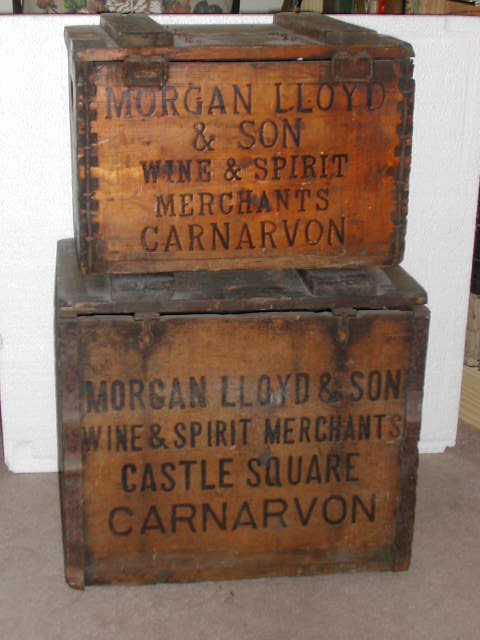 MORGAN LLOYD
& SON
WINE & SPIRIT
MERCHANTS
CARNARVON
MORGAN LLOYD & SON
WINE & SPIRIT MERCHANTS
CASTLE SQUARE
CARNARVON